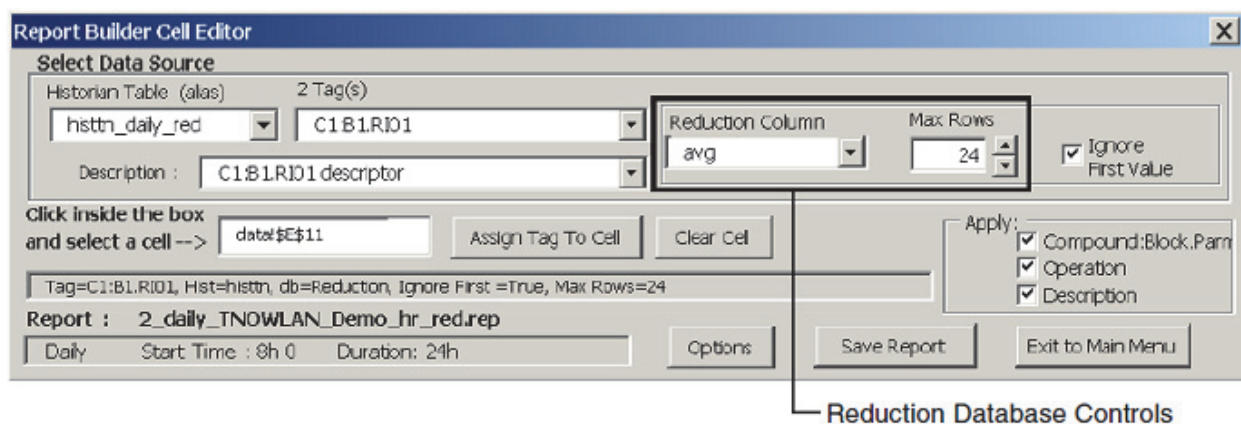 Report Builder Cell Editor
Select Data Source
Historian Table (alas) 2 Tag(s)
histtn_daily_red C1:B1.RI01
Reduction Column Max Rows
avg 24
Ignore
First Value
Description : C1:B1.RI01 descriptor
Click inside the box
and select a cell --> data!$E$11 Assign Tag To Cell Clear Cell
Apply:
Compound:Block.Parm
Operation
Description
Tag=C1:B1.RI01, Hist=histtn, db=Reduction, Ignore First =True, Max Rows=24
Report : 2_daily_TNOWLAN_Demo_hr_red.rep
Daily Start Time : 8h 0 Duration: 24h Options Save Report Exit to Main Menu
Reduction Database Controls